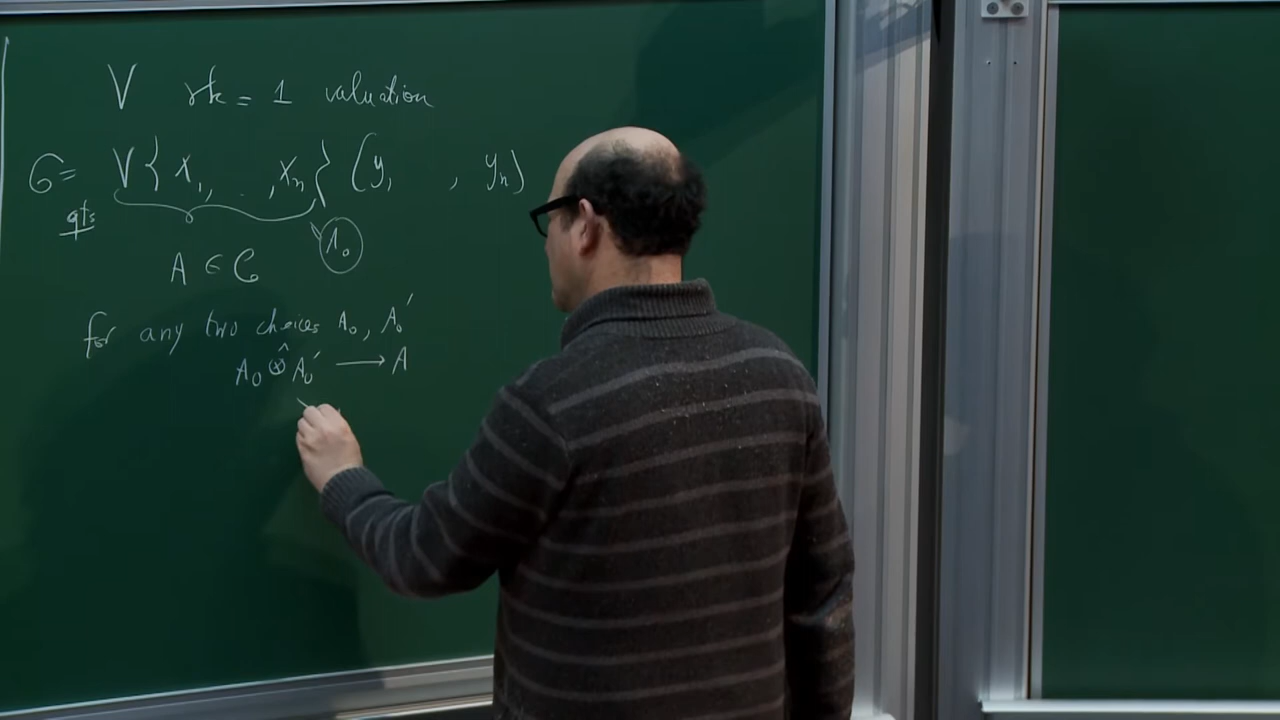 V rk = 1 valuation
G = V{x₁, . . , xₙ}(y₁ , yₙ)
qts
A₀
A ∈ C
for any two choices A₀, A₀′
A₀ ⊗̂ A₀′ ⟶ A